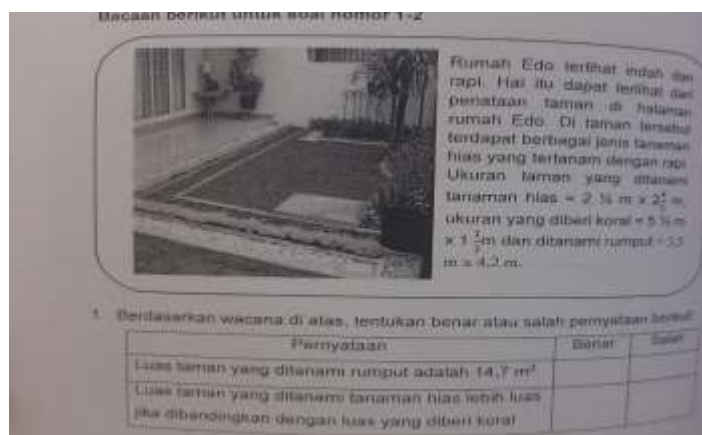 Bacaan berikut untuk soal nomor 1-2
Rumah Edo terlihat indah dan
rapi. Hal itu dapat terlihat dari
penataan taman di halaman
rumah Edo. Di taman tersebut
terdapat berbagai jenis tanaman
hias yang tertanam dengan rapi.
Ukuran taman yang ditanami
tanaman hias = 2 m x 2 m,
ukuran yang diberi koral = 5 m
x 1 m dan ditanami rumput = 3,5
m x 4,2 m.
1. Berdasarkan wacana di atas, tentukan benar atau salah pernyataan berikut!
Pernyataan Benar Salah
Luas taman yang ditanami rumput adalah 14,7 m²
Luas taman yang ditanami tanaman hias lebih luas
jika dibandingkan dengan luas yang diberi koral